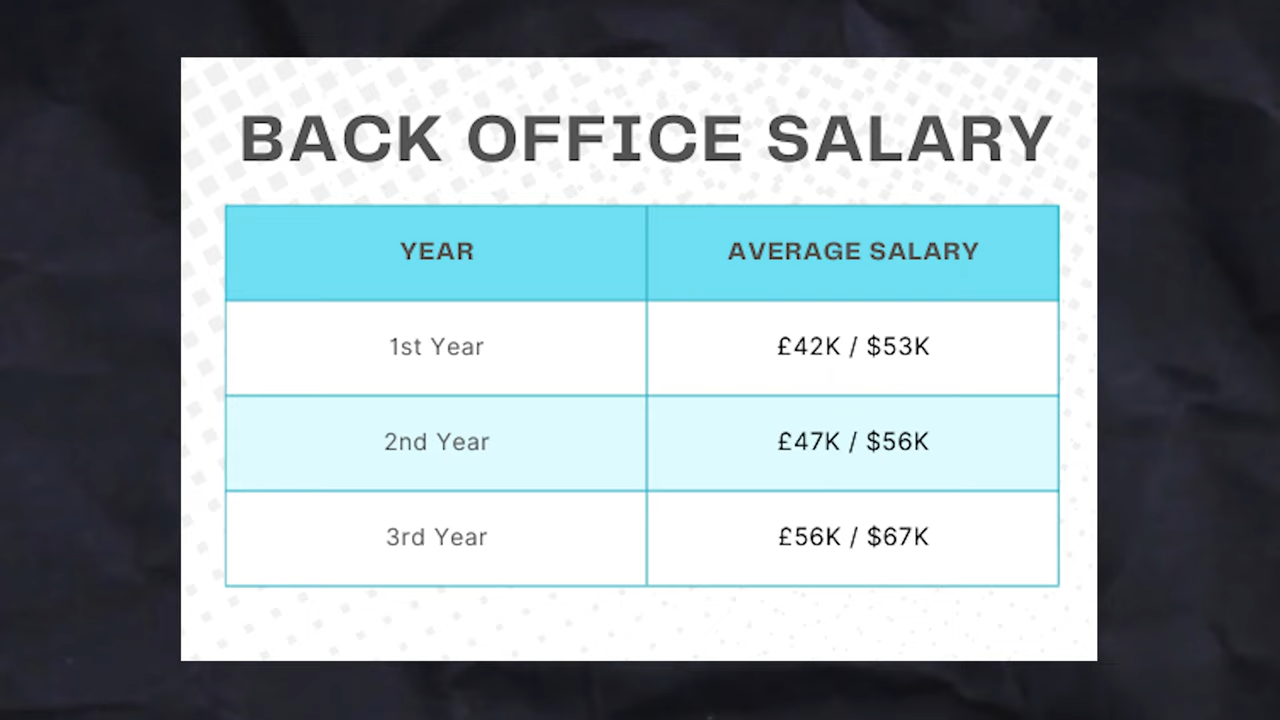 BACK OFFICE SALARY
YEAR AVERAGE SALARY
1st Year £42K / $53K
2nd Year £47K / $56K
3rd Year £56K / $67K